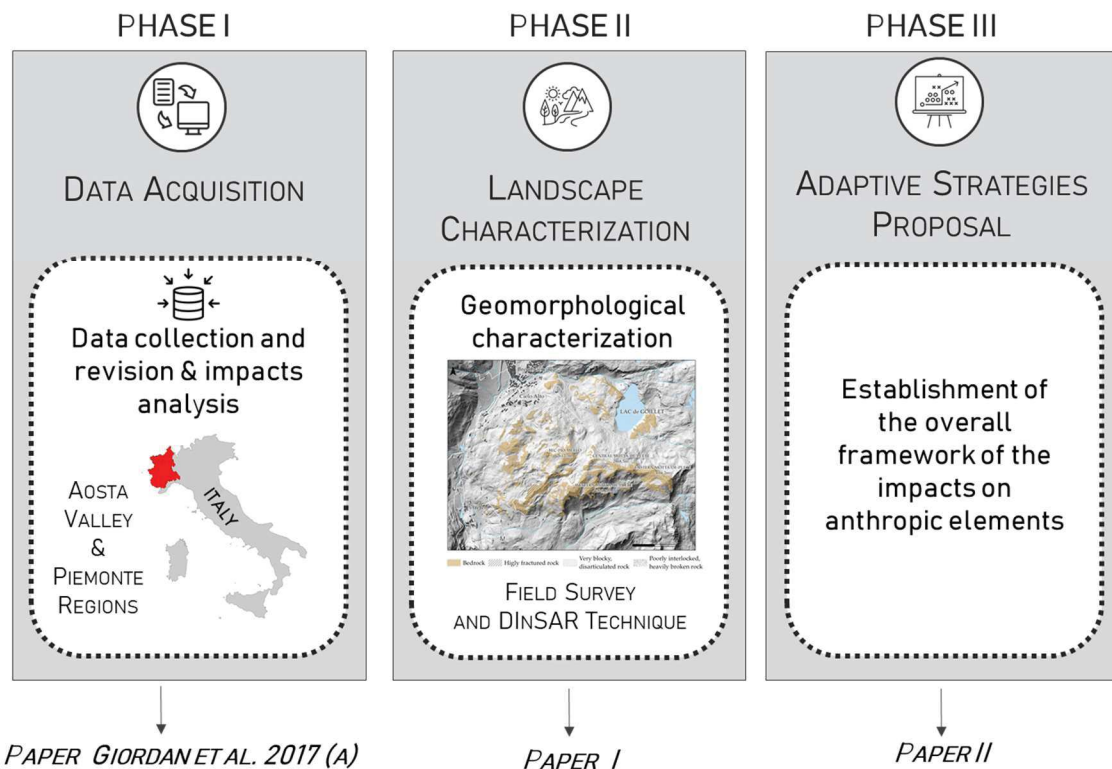 PHASE I
DATA ACQUISITION
Data collection and
revision & impacts
analysis
AOSTA
VALLEY
&
PIEMONTE
REGIONS
ITALY
PAPER GIORDAN ET AL. 2017 (A)
PHASE II
LANDSCAPE
CHARACTERIZATION
Geomorphological
characterization
LAC de GOILLET
Bedrock
Higly fractured rock
Very blocky,
disarticulated rock
Poorly interlocked,
heavily broken rock
FIELD SURVEY
AND DINSAR TECHNIQUE
PAPER I
PHASE III
ADAPTIVE STRATEGIES
PROPOSAL
Establishment of
the overall
framework of the
impacts on
anthropic elements
PAPER II